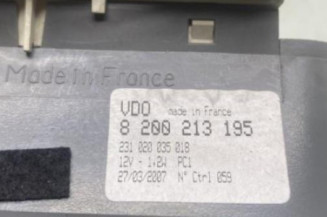 Made in France
VDO made in France
8 200 213 195
231 020 035 018
12V - 1.2W PC1
27/03/2007 N° Ctrl 059